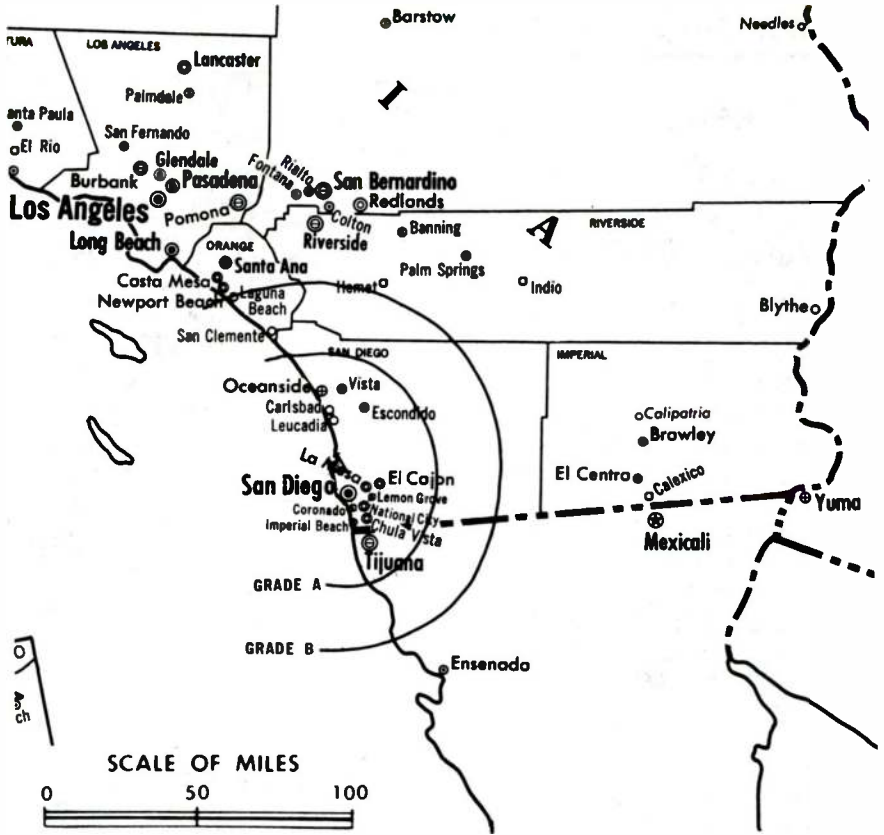 Barstow
Needles
TURA
LOS ANGELES
Lancaster
I
Palmdale
anta Paula
San Fernando
El Rio
Glendale
Burbank
Pasadena
Fontana
Rialto
San Bernardino
Redlands
Los Angeles
Pomona
Colton
Riverside
Banning
A
RIVERSIDE
Long Beach
ORANGE
Santa Ana
Palm Springs
Costa Mesa
Hemet
Indio
Newport Beach
Laguna
Beach
Blythe
San Clemente
SAN DIEGO
IMPERIAL
Oceanside
Vista
Carlsbad
Escondido
Leucadia
Calipatria
Brawley
La Mesa
El Cajon
El Centro
Calexico
San Diego
Lemon Grove
Yuma
Coronado
National City
Imperial Beach
Chula Vista
Mexicali
Tijuana
GRADE A
GRADE B
Ensenada
O
ch
SCALE OF MILES
0 50 100